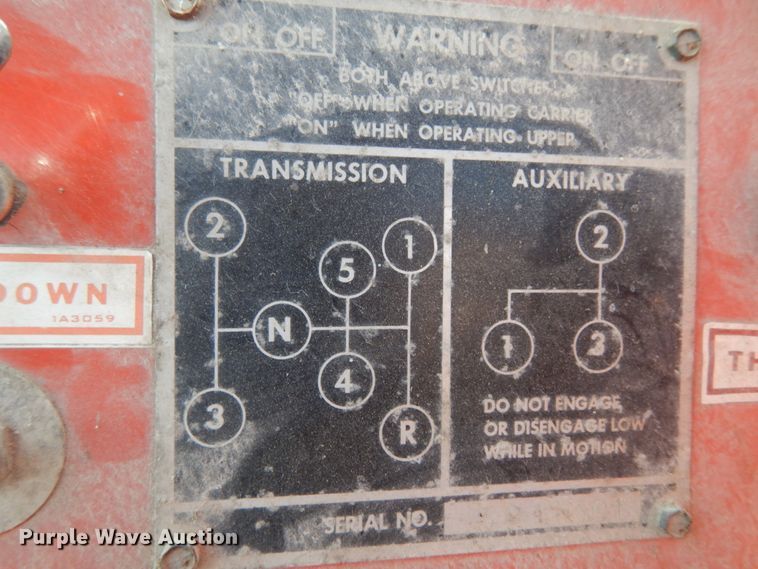 ON OFF
WARNING
ON OFF
BOTH ABOVE SWITCHES
"OFF" WHEN OPERATING CARRIER
"ON" WHEN OPERATING UPPER
TRANSMISSION
AUXILIARY
2
1
2
5
DOWN
1A3059
N
1
3
TH
4
3
R
DO NOT ENGAGE
OR DISENGAGE LOW
WHILE IN MOTION
SERIAL NO.
Purple Wave Auction